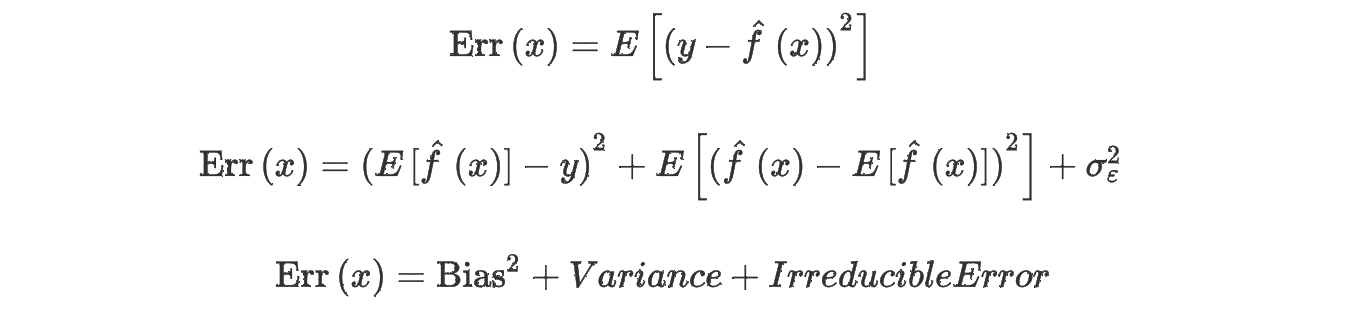 Err (x) = E [(y − f̂ (x))²]
Err (x) = (E [f̂ (x)] − y)² + E [(f̂ (x) − E [f̂ (x)])²] + σ²_ε
Err (x) = Bias² + Variance + IrreducibleError